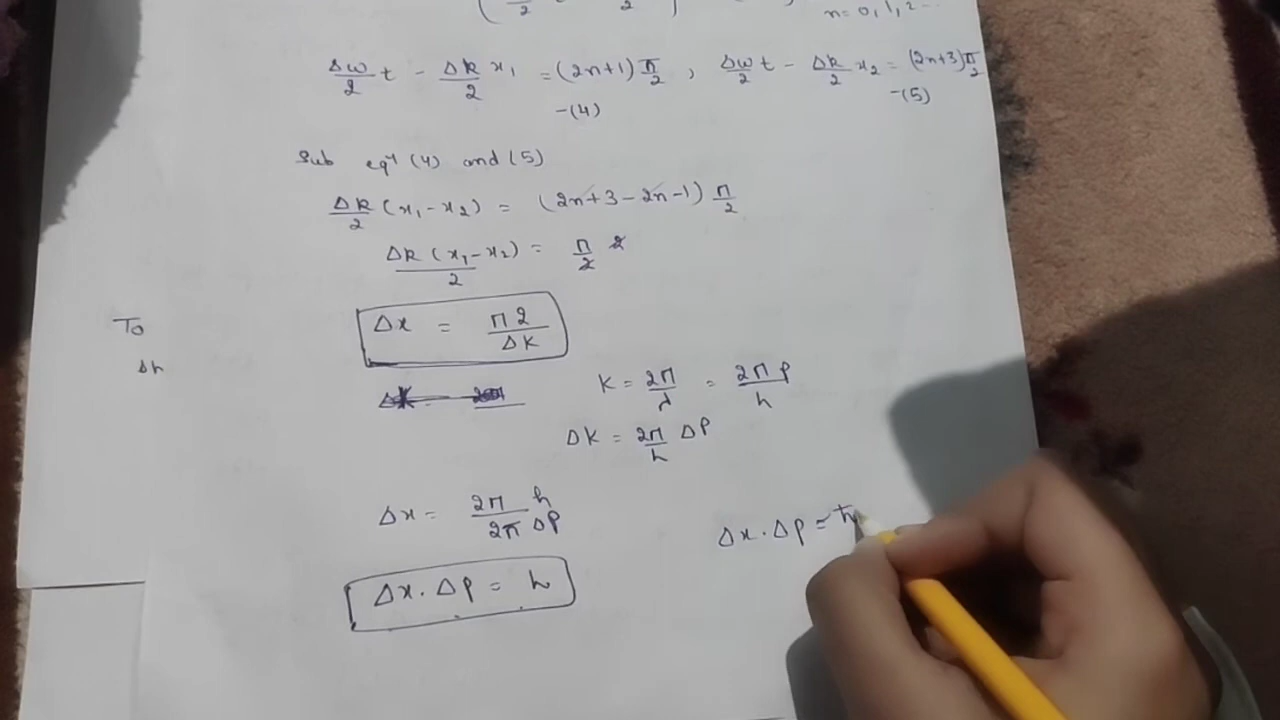 n=0,1,2--
Δω/2 t - Δk/2 x₁ = (2n+1) π/2 , Δω/2 t - Δk/2 x₂ = (2n+3) π/2
-(4) -(5)
Sub eqⁿ (4) and (5)
Δk/2 (x₁-x₂) = (2n+3-2n-1) π/2
Δk (x₁-x₂)/2 = π/2 2
To
Δx = π2/ΔK
Δh
K = 2π/λ = 2πp/h
ΔK = 2π/h ΔP
Δx = 2π h/2π Δp
Δx.Δp = ħ
Δx.Δp = h